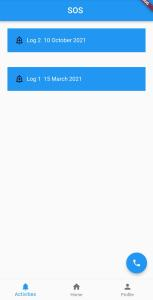 SOS
Log 2 10 October 2021
Log 1 15 March 2021
Activities
Home
Profile